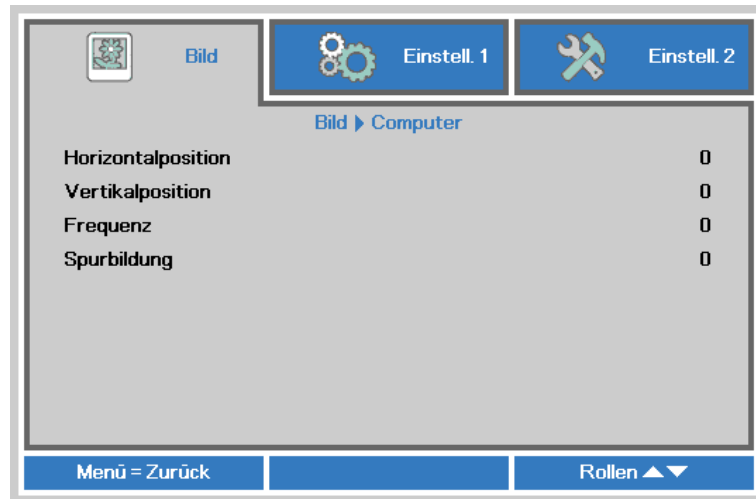 Bild
Einstell. 1
Einstell. 2
Bild ▶ Computer
Horizontalposition 0
Vertikalposition 0
Frequenz 0
Spurbildung 0
Menü = Zurück
Rollen ▲▼